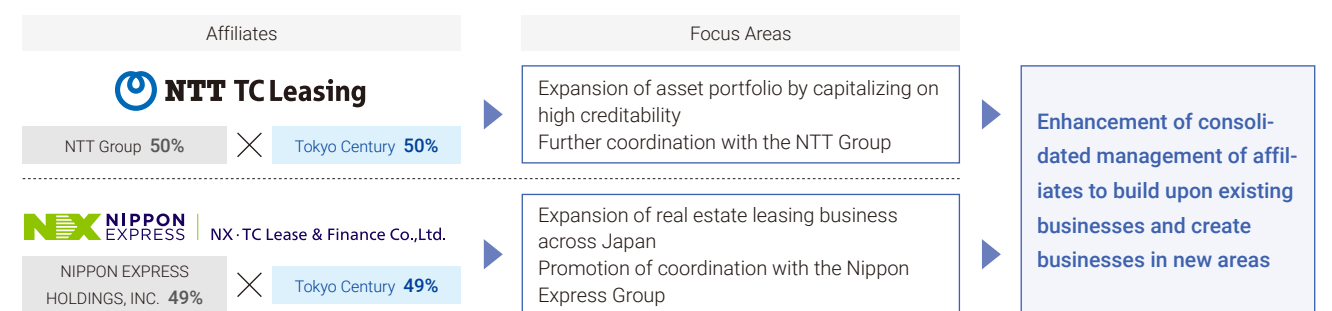 Affiliates
Focus Areas
NTT TC Leasing
NTT Group 50%
Tokyo Century 50%
Expansion of asset portfolio by capitalizing on
high creditability
Further coordination with the NTT Group
NX NIPPON
EXPRESS
NX・TC Lease & Finance Co.,Ltd.
NIPPON EXPRESS
HOLDINGS, INC. 49%
Tokyo Century 49%
Expansion of real estate leasing business
across Japan
Promotion of coordination with the Nippon
Express Group
Enhancement of consoli-
dated management of affil-
iates to build upon existing
businesses and create
businesses in new areas